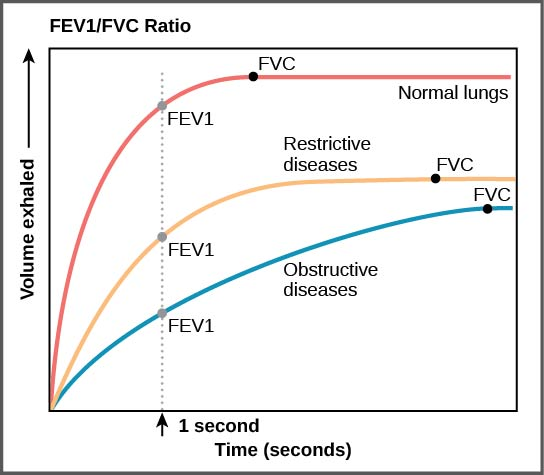 FEV1/FVC Ratio
FVC
Normal lungs
FEV1
Restrictive
diseases
FVC
FVC
FEV1
Obstructive
diseases
FEV1
Volume exhaled
1 second
Time (seconds)